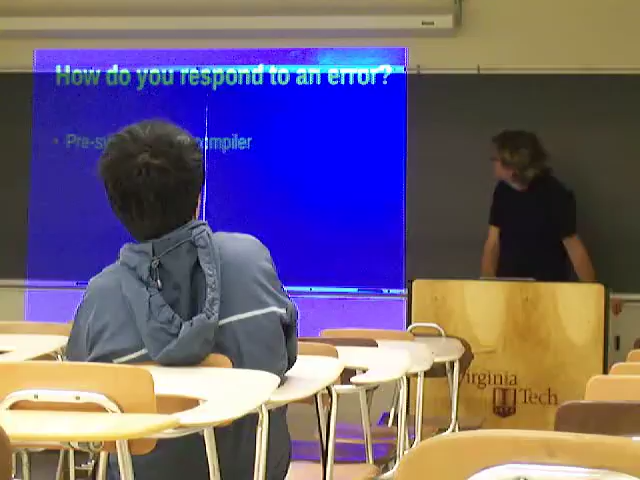 How do you respond to an error?
• compiler
Virginia
Tech